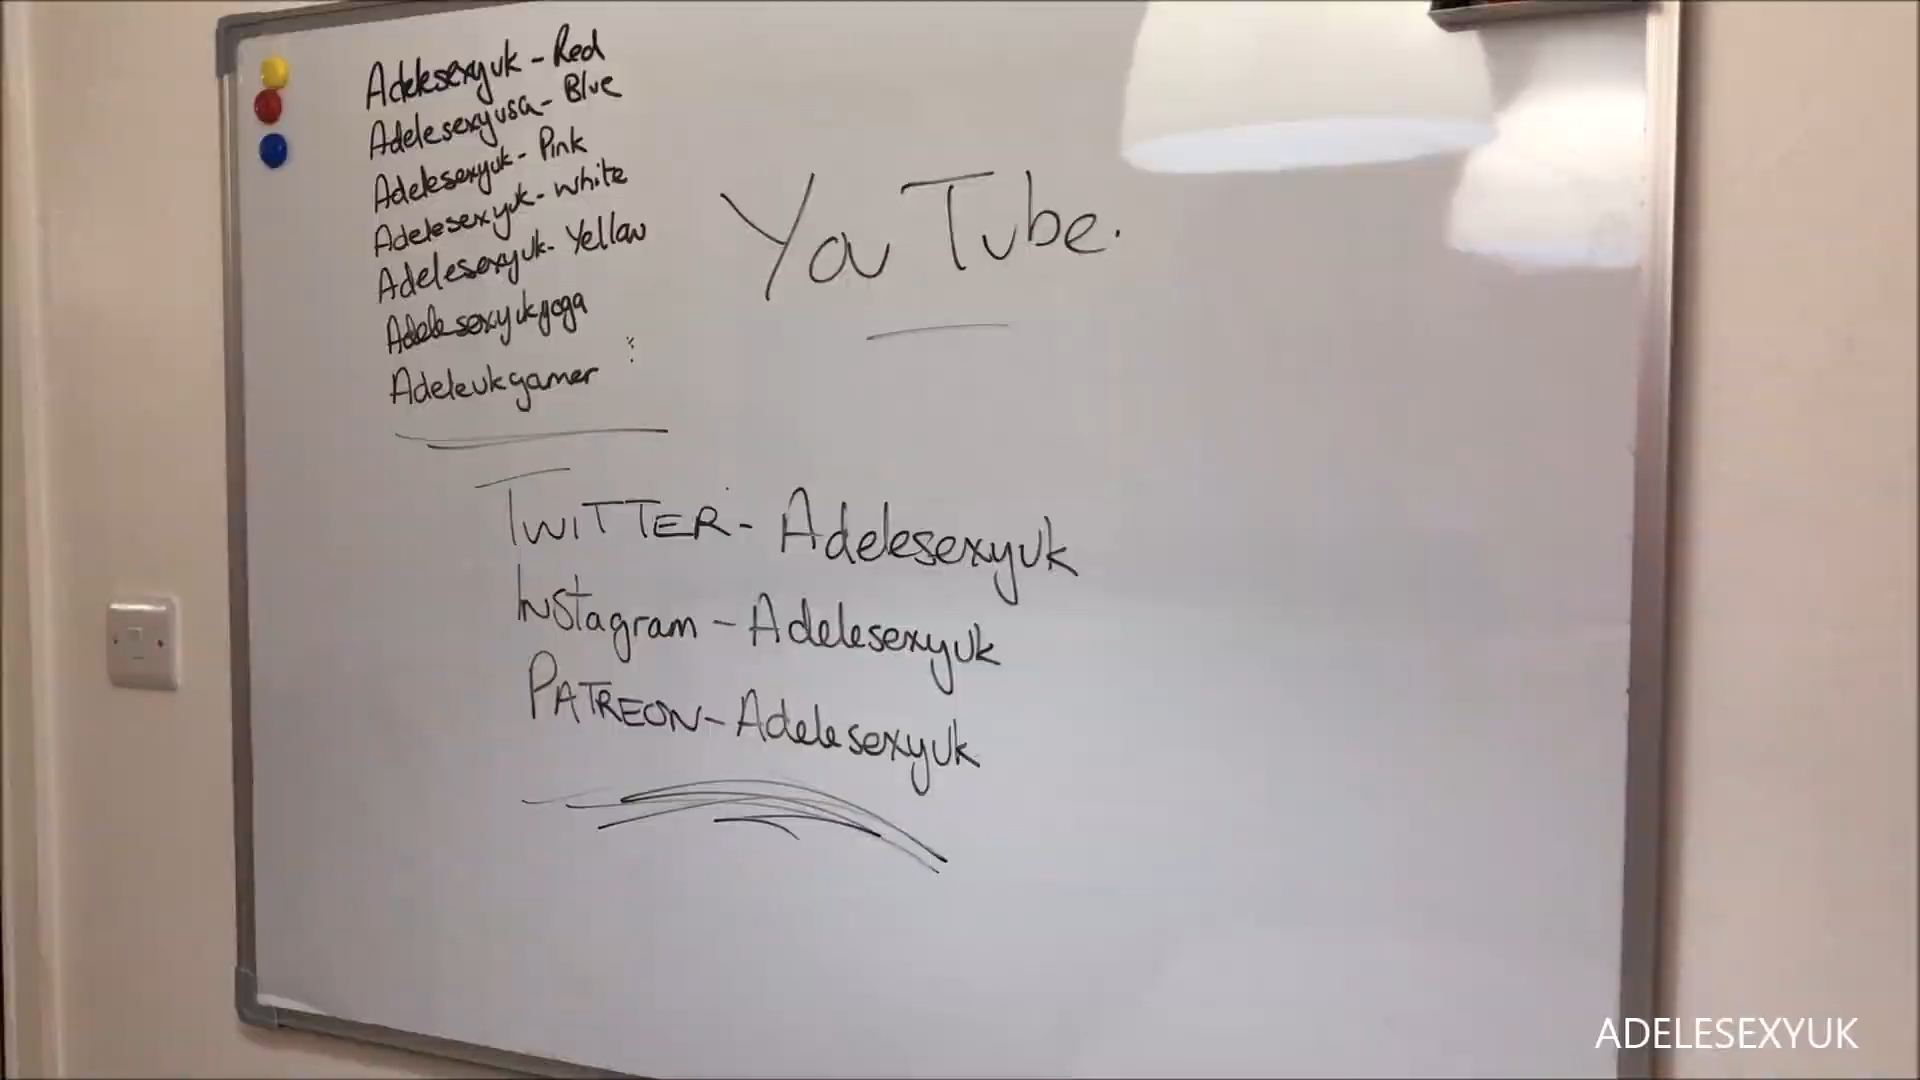 Adelesexyuk - Red
Adelesexyusa - Blue
Adelesexyuk - Pink
Adelesexyuk - White
Adelesexyuk - Yellow
Adelesexyukyoga
Adeleukgamer
YouTube.
TWITTER - Adelesexyuk
Instagram - Adelesexyuk
PATREON - Adelesexyuk
ADELESEXYUK